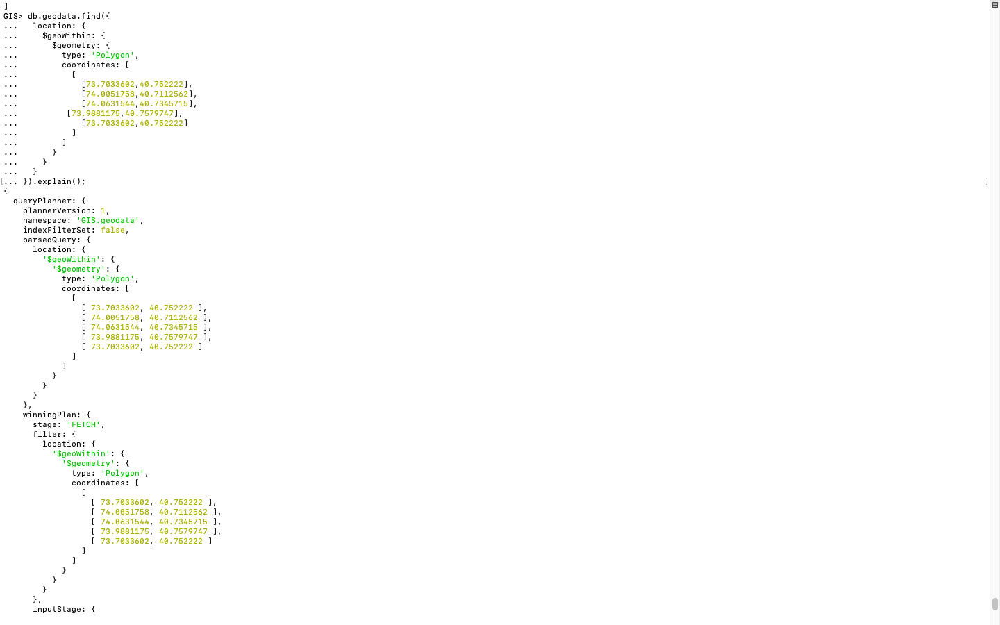 ]
GIS> db.geodata.find({
...   location: {
...     $geoWithin: {
...       $geometry: {
...         type: 'Polygon',
...         coordinates: [
...           [
...             [73.7033602,40.752222],
...             [74.0051758,40.7112562],
...             [74.0631544,40.7345715],
...          [73.9881175,40.7579747],
...             [73.7033602,40.752222]
...           ]
...         ]
...       }
...     }
...   }
[... }).explain(); ]
{
  queryPlanner: {
    plannerVersion: 1,
    namespace: 'GIS.geodata',
    indexFilterSet: false,
    parsedQuery: {
      location: {
        '$geoWithin': {
          '$geometry': {
            type: 'Polygon',
            coordinates: [
              [
                [ 73.7033602, 40.752222 ],
                [ 74.0051758, 40.7112562 ],
                [ 74.0631544, 40.7345715 ],
                [ 73.9881175, 40.7579747 ],
                [ 73.7033602, 40.752222 ]
              ]
            ]
          }
        }
      }
    },
    winningPlan: {
      stage: 'FETCH',
      filter: {
        location: {
          '$geoWithin': {
            '$geometry': {
              type: 'Polygon',
              coordinates: [
                [
                  [ 73.7033602, 40.752222 ],
                  [ 74.0051758, 40.7112562 ],
                  [ 74.0631544, 40.7345715 ],
                  [ 73.9881175, 40.7579747 ],
                  [ 73.7033602, 40.752222 ]
                ]
              ]
            }
          }
        }
      },
      inputStage: {